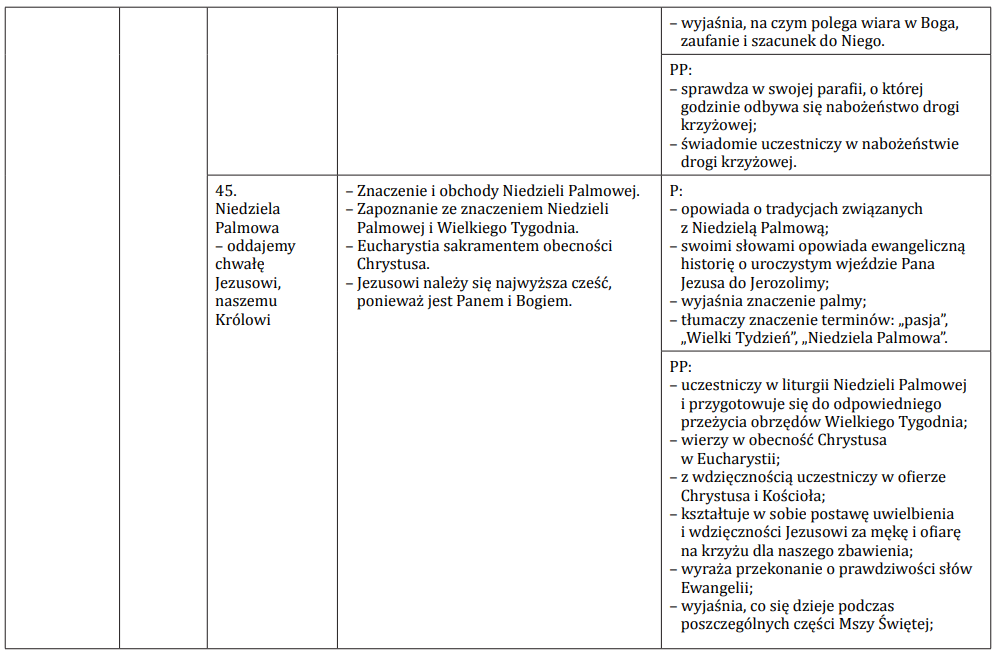 – wyjaśnia, na czym polega wiara w Boga,
zaufanie i szacunek do Niego.
PP:
– sprawdza w swojej parafii, o której
godzinie odbywa się nabożeństwo drogi
krzyżowej;
– świadomie uczestniczy w nabożeństwie
drogi krzyżowej.
45.
Niedziela
Palmowa
– oddajemy
chwałę
Jezusowi,
naszemu
Królowi
– Znaczenie i obchody Niedzieli Palmowej.
– Zapoznanie ze znaczeniem Niedzieli
Palmowej i Wielkiego Tygodnia.
– Eucharystia sakramentem obecności
Chrystusa.
– Jezusowi należy się najwyższa cześć,
ponieważ jest Panem i Bogiem.
P:
– opowiada o tradycjach związanych
z Niedzielą Palmową;
– swoimi słowami opowiada ewangeliczną
historię o uroczystym wjeździe Pana
Jezusa do Jerozolimy;
– wyjaśnia znaczenie palmy;
– tłumaczy znaczenie terminów: „pasja”,
„Wielki Tydzień”, „Niedziela Palmowa”.
PP:
– uczestniczy w liturgii Niedzieli Palmowej
i przygotowuje się do odpowiedniego
przeżycia obrzędów Wielkiego Tygodnia;
– wierzy w obecność Chrystusa
w Eucharystii;
– z wdzięcznością uczestniczy w ofierze
Chrystusa i Kościoła;
– kształtuje w sobie postawę uwielbienia
i wdzięczności Jezusowi za mękę i ofiarę
na krzyżu dla naszego zbawienia;
– wyraża przekonanie o prawdziwości słów
Ewangelii;
– wyjaśnia, co się dzieje podczas
poszczególnych części Mszy Świętej;